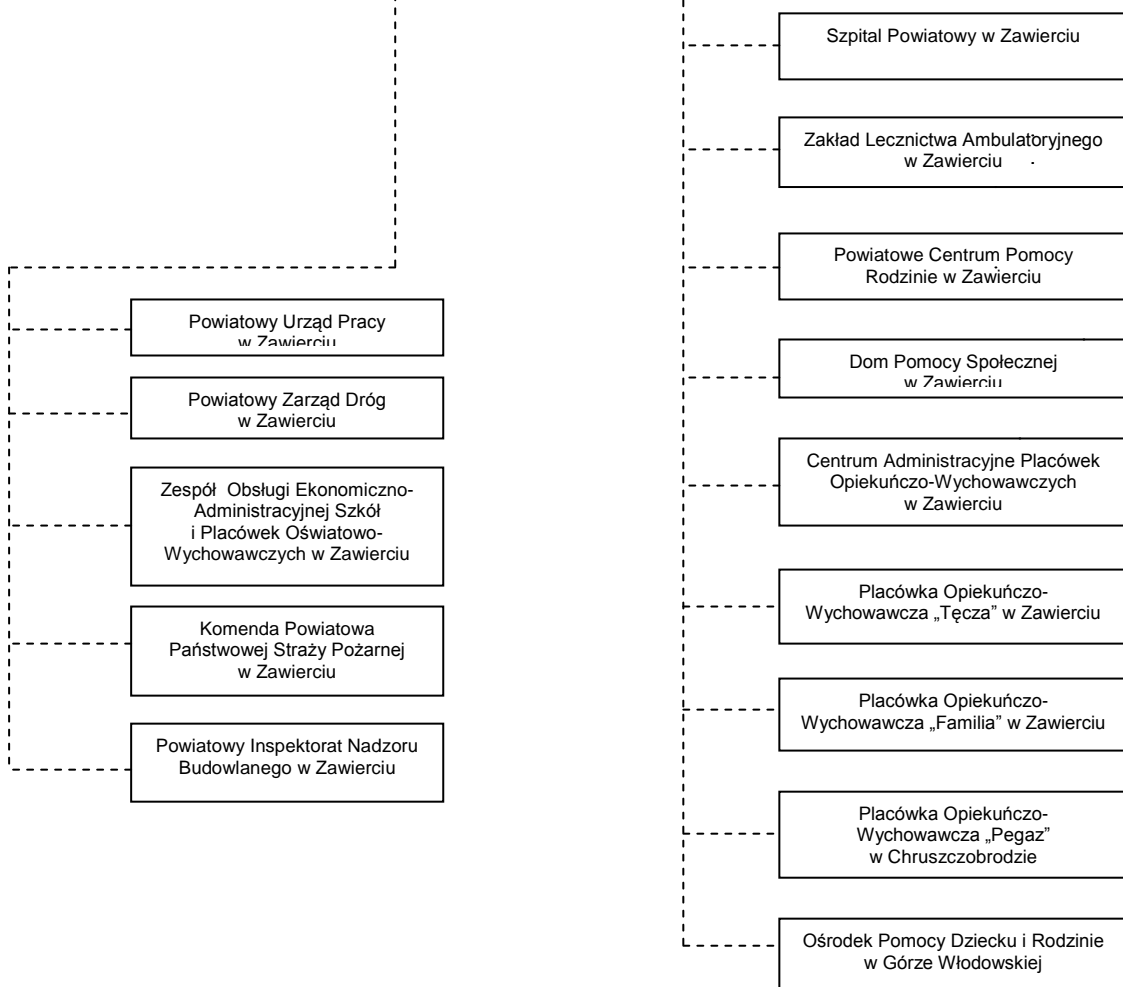 Powiatowy Urząd Pracy
w Zawierciu
Powiatowy Zarząd Dróg
w Zawierciu
Zespół Obsługi Ekonomiczno-
Administracyjnej Szkół
i Placówek Oświatowo-
Wychowawczych w Zawierciu
Komenda Powiatowa
Państwowej Straży Pożarnej
w Zawierciu
Powiatowy Inspektorat Nadzoru
Budowlanego w Zawierciu
Szpital Powiatowy w Zawierciu
Zakład Lecznictwa Ambulatoryjnego
w Zawierciu
Powiatowe Centrum Pomocy
Rodzinie w Zawierciu
Dom Pomocy Społecznej
w Zawierciu
Centrum Administracyjne Placówek
Opiekuńczo-Wychowawczych
w Zawierciu
Placówka Opiekuńczo-
Wychowawcza „Tęcza” w Zawierciu
Placówka Opiekuńczo-
Wychowawcza „Familia” w Zawierciu
Placówka Opiekuńczo-
Wychowawcza „Pegaz”
w Chruszczobrodzie
Ośrodek Pomocy Dziecku i Rodzinie
w Górze Włodowskiej